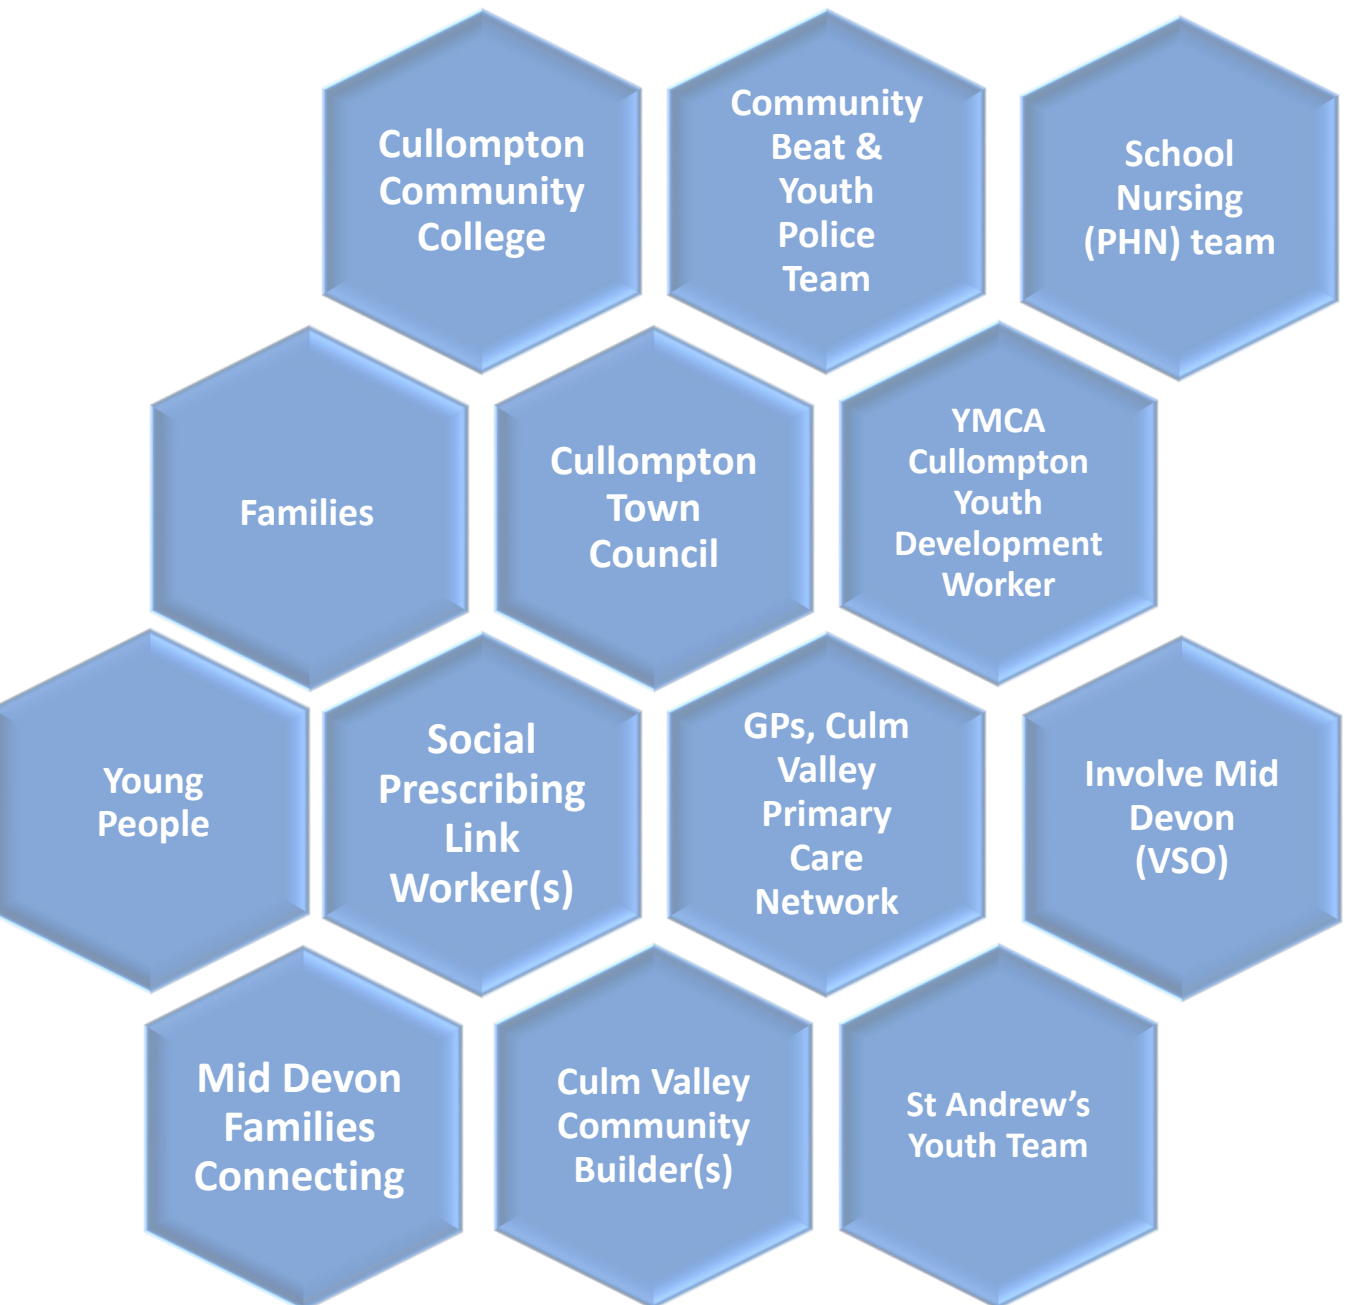 Cullompton
Community
College
Community
Beat &
Youth
Police
Team
School
Nursing
(PHN) team
Families
Cullompton
Town
Council
YMCA
Cullompton
Youth
Development
Worker
Young
People
Social
Prescribing
Link
Worker(s)
GPs, Culm
Valley
Primary
Care
Network
Involve Mid
Devon
(VSO)
Mid Devon
Families
Connecting
Culm Valley
Community
Builder(s)
St Andrew’s
Youth Team